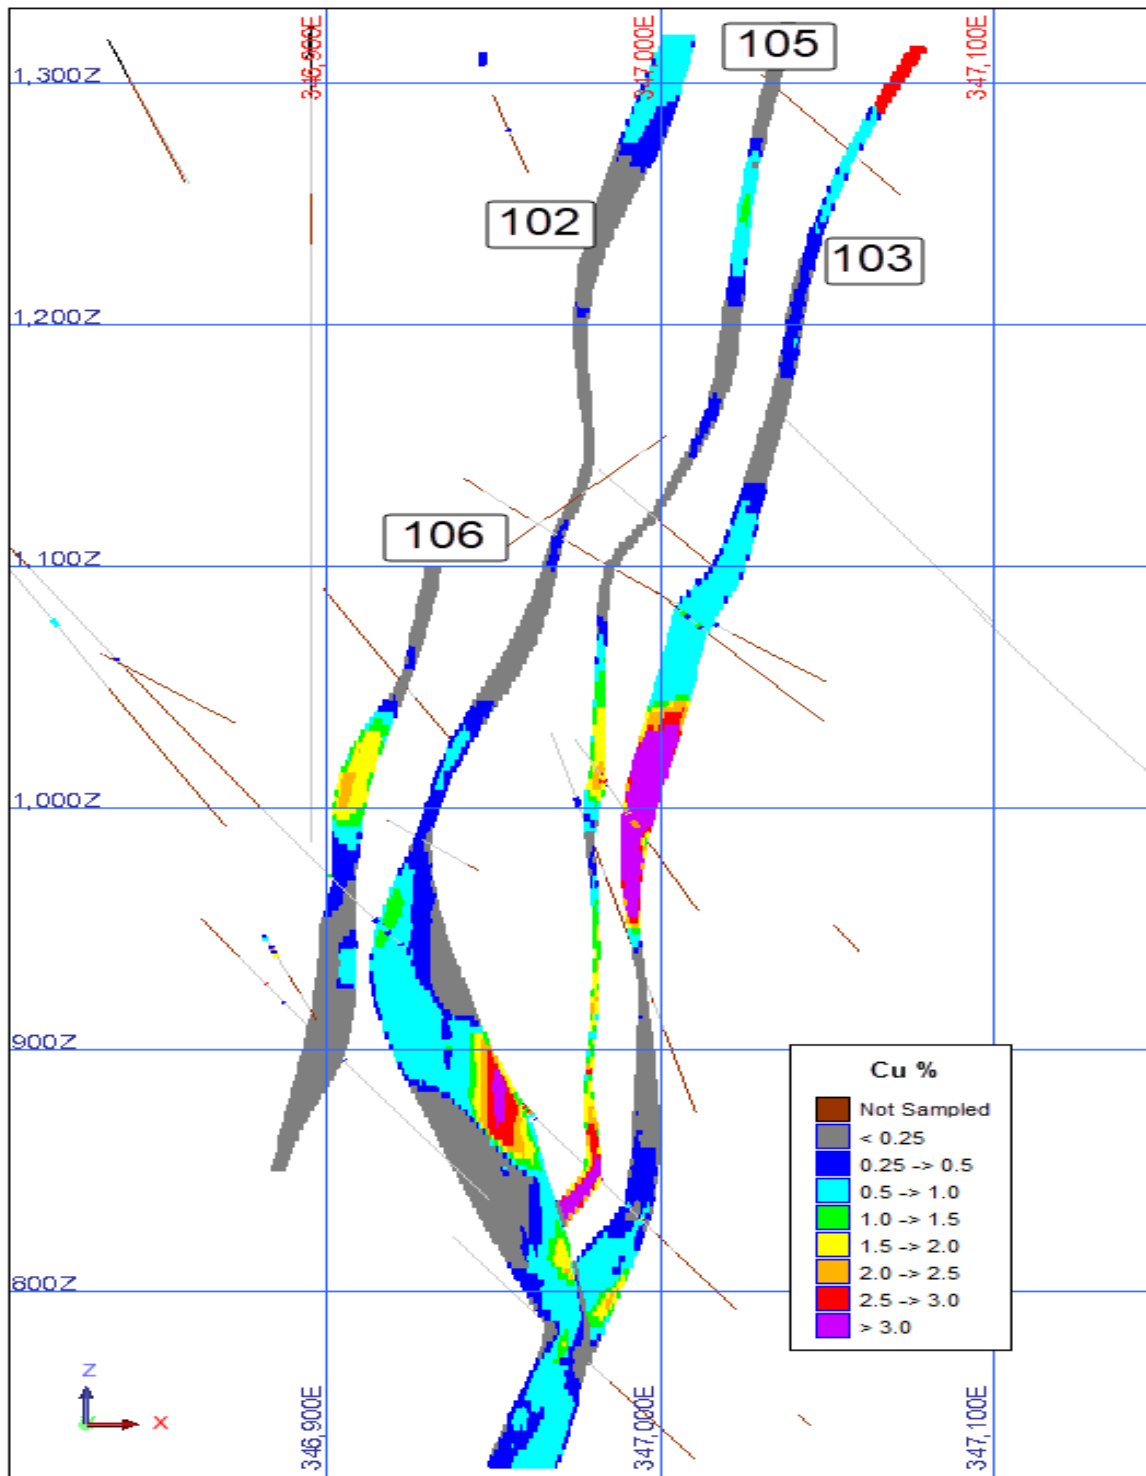 346,900E
347,000E
347,100E
105
1,300Z
102
103
1,200Z
106
1,100Z
1,000Z
900Z
Cu %
Not Sampled
< 0.25
0.25 -> 0.5
0.5 -> 1.0
1.0 -> 1.5
1.5 -> 2.0
2.0 -> 2.5
2.5 -> 3.0
> 3.0
800Z
Z
X
346,900E
347,000E
347,100E